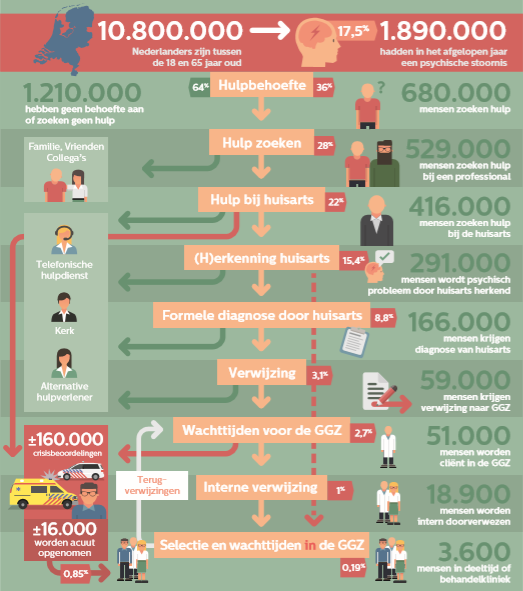 10.800.000
Nederlanders zijn tussen
de 18 en 65 jaar oud
17,5%
1.890.000
hadden in het afgelopen jaar
een psychische stoornis
1.210.000
hebben geen behoefte aan
of zoeken geen hulp
64%
Hulpbehoefte
36%
?
680.000
mensen zoeken hulp
Familie, Vrienden
Collega's
Hulp zoeken
28%
529.000
mensen zoeken hulp
bij een professional
Hulp bij huisarts
22%
416.000
mensen zoeken hulp
bij de huisarts
Telefonische
hulpdienst
(H)erkenning huisarts
15,4%
291.000
mensen wordt psychisch
probleem door huisarts herkend
Kerk
Formele diagnose door huisarts
8,8%
166.000
mensen krijgen
diagnose van huisarts
Alternative
hulpverlener
Verwijzing
3,1%
59.000
mensen krijgen
verwijzing naar GGZ
±160.000
crisisbeoordelingen
Wachttijden voor de GGZ
2,7%
51.000
mensen worden
cliënt in de GGZ
Terug-
verwijzingen
Interne verwijzing
1%
18.900
mensen worden
intern doorverwezen
±16.000
worden acuut
opgenomen
0,85%
Selectie en wachttijden in de GGZ
0,19%
3.600
mensen in deeltijd of
behandelkliniek